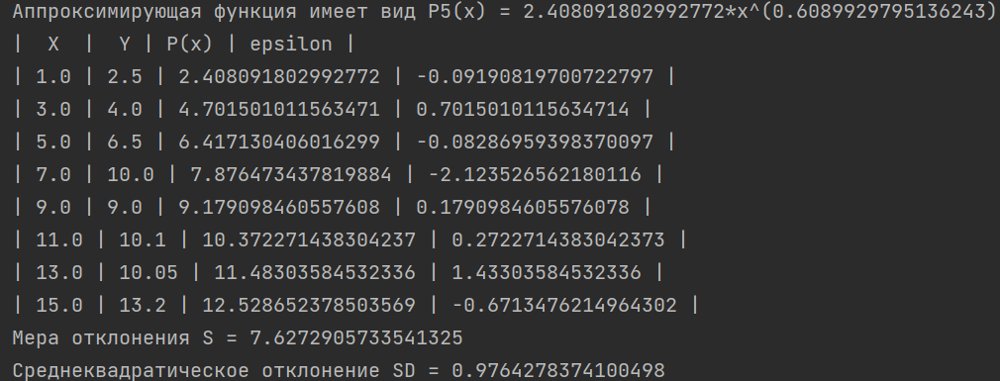 Аппроксимирующая функция имеет вид P5(x) = 2.408091802992772*x^(0.6089929795136243)
| X | Y | P(x) | epsilon |
| 1.0 | 2.5 | 2.408091802992772 | -0.09190819700722797 |
| 3.0 | 4.0 | 4.701501011563471 | 0.7015010115634714 |
| 5.0 | 6.5 | 6.417130406016299 | -0.08286959398370097 |
| 7.0 | 10.0 | 7.876473437819884 | -2.123526562180116 |
| 9.0 | 9.0 | 9.179098460557608 | 0.1790984605576078 |
| 11.0 | 10.1 | 10.372271438304237 | 0.2722714383042373 |
| 13.0 | 10.05 | 11.48303584532336 | 1.43303584532336 |
| 15.0 | 13.2 | 12.528652378503569 | -0.6713476214964302 |
Мера отклонения S = 7.6272905733541325
Среднеквадратическое отклонение SD = 0.9764278374100498